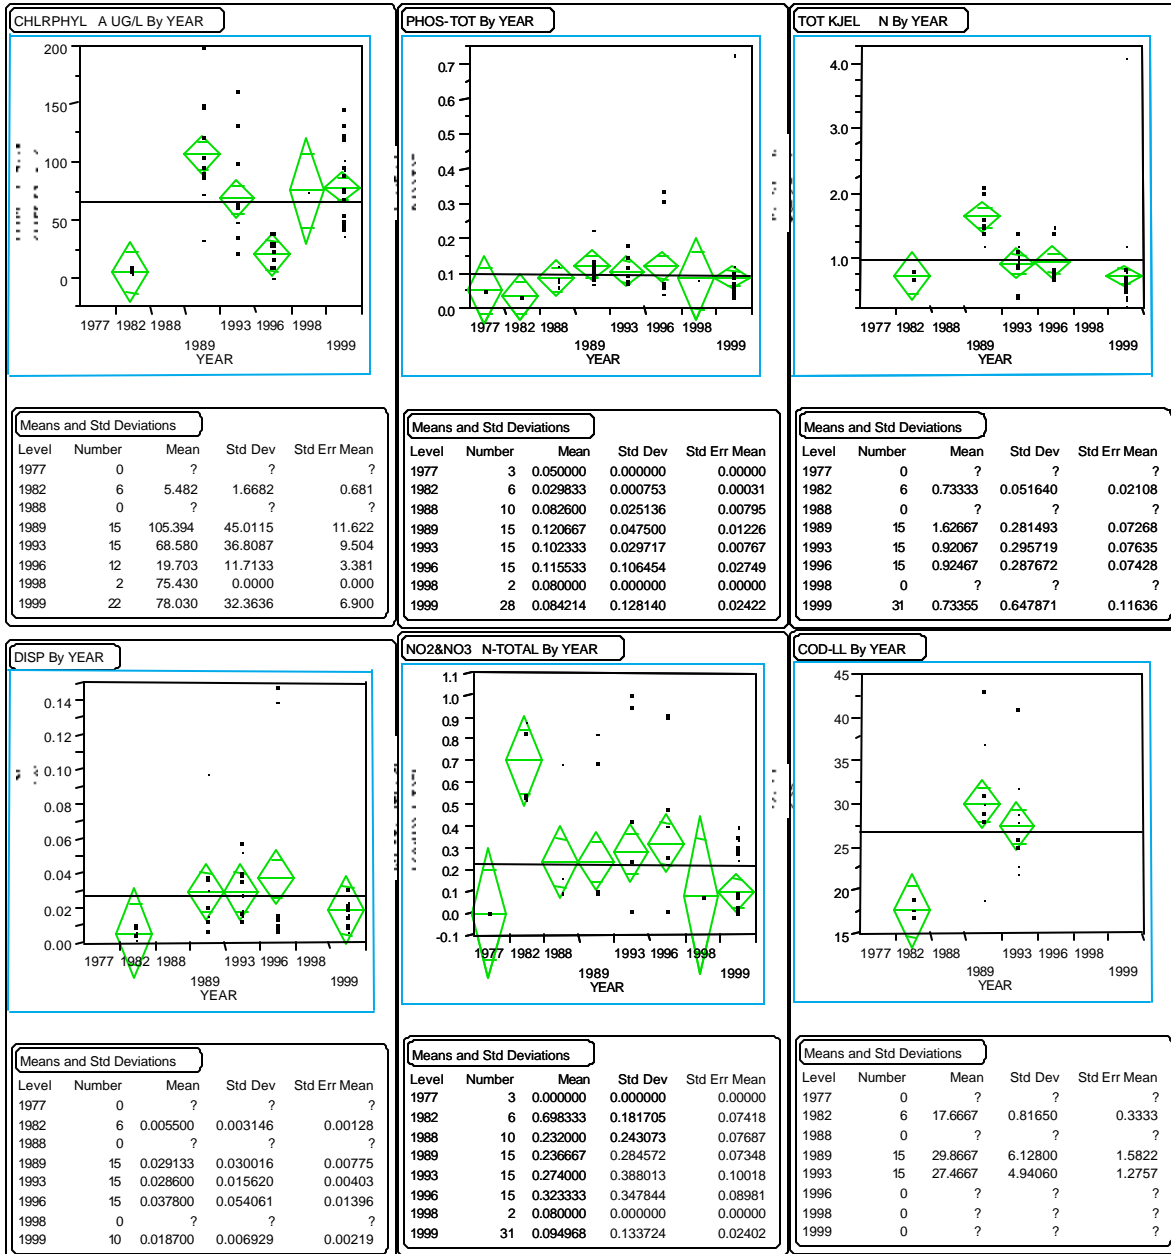 CHLRPHYL A UG/L By YEAR
200
150
100
50
0
1977 1982 1988 1993 1996 1998
1989 1999
YEAR
Means and Std Deviations
Level Number Mean Std Dev Std Err Mean
1977 0 ? ? ?
1982 6 5.482 1.6682 0.681
1988 0 ? ? ?
1989 15 105.394 45.0115 11.622
1993 15 68.580 36.8087 9.504
1996 12 19.703 11.7133 3.381
1998 2 75.430 0.0000 0.000
1999 22 78.030 32.3636 6.900
PHOS-TOT By YEAR
0.7
0.6
0.5
0.4
0.3
0.2
0.1
0.0
1977 1982 1988 1993 1996 1998
1989 1999
YEAR
Means and Std Deviations
Level Number Mean Std Dev Std Err Mean
1977 3 0.050000 0.000000 0.00000
1982 6 0.029833 0.000753 0.00031
1988 10 0.082600 0.025136 0.00795
1989 15 0.120667 0.047500 0.01226
1993 15 0.102333 0.029717 0.00767
1996 15 0.115533 0.106454 0.02749
1998 2 0.080000 0.000000 0.00000
1999 28 0.084214 0.128140 0.02422
TOT KJEL N By YEAR
4.0
3.0
2.0
1.0
1977 1982 1988 1993 1996 1998
1989 1999
YEAR
Means and Std Deviations
Level Number Mean Std Dev Std Err Mean
1977 0 ? ? ?
1982 6 0.73333 0.051640 0.02108
1988 0 ? ? ?
1989 15 1.62667 0.281493 0.07268
1993 15 0.92067 0.295719 0.07635
1996 15 0.92467 0.287672 0.07428
1998 0 ? ? ?
1999 31 0.73355 0.647871 0.11636
DISP By YEAR
0.14
0.12
0.10
0.08
0.06
0.04
0.02
0.00
1977 1982 1988 1993 1996 1998
1989 1999
YEAR
Means and Std Deviations
Level Number Mean Std Dev Std Err Mean
1977 0 ? ? ?
1982 6 0.005500 0.003146 0.00128
1988 0 ? ? ?
1989 15 0.029133 0.030016 0.00775
1993 15 0.028600 0.015620 0.00403
1996 15 0.037800 0.054061 0.01396
1998 0 ? ? ?
1999 10 0.018700 0.006929 0.00219
NO2&NO3 N-TOTAL By YEAR
1.1
1.0
0.9
0.8
0.7
0.6
0.5
0.4
0.3
0.2
0.1
0.0
-0.1
1977 1982 1988 1993 1996 1998
1989 1999
YEAR
Means and Std Deviations
Level Number Mean Std Dev Std Err Mean
1977 3 0.000000 0.000000 0.00000
1982 6 0.698333 0.181705 0.07418
1988 10 0.232000 0.243073 0.07687
1989 15 0.236667 0.284572 0.07348
1993 15 0.274000 0.388013 0.10018
1996 15 0.323333 0.347844 0.08981
1998 2 0.080000 0.000000 0.00000
1999 31 0.094968 0.133724 0.02402
COD-LL By YEAR
45
40
35
30
25
20
15
1977 1982 1988 1993 1996 1998
1989 1999
YEAR
Means and Std Deviations
Level Number Mean Std Dev Std Err Mean
1977 0 ? ? ?
1982 6 17.6667 0.81650 0.3333
1988 0 ? ? ?
1989 15 29.8667 6.12800 1.5822
1993 15 27.4667 4.94060 1.2757
1996 0 ? ? ?
1998 0 ? ? ?
1999 0 ? ? ?